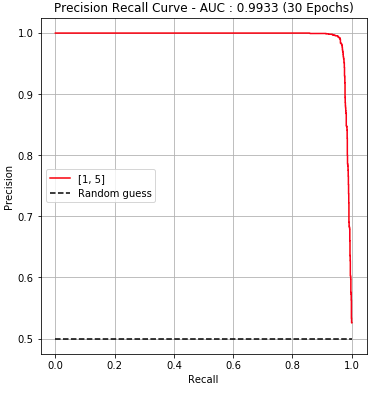 Precision Recall Curve - AUC : 0.9933 (30 Epochs)
1.0
0.9
0.8
0.7
0.6
0.5
Precision
[1, 5]
Random guess
0.0 0.2 0.4 0.6 0.8 1.0
Recall